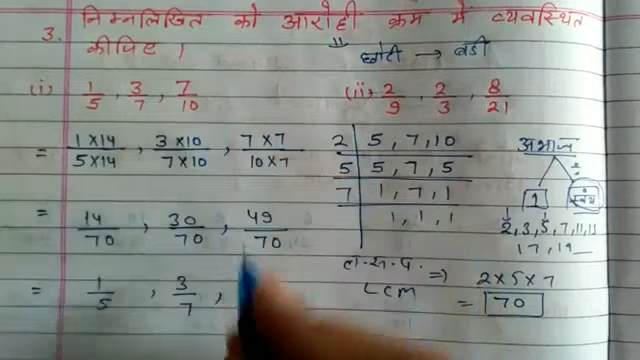 3. निम्नलिखित को आरोही क्रम में व्यवस्थित
कीजिए ।
छोटी → बडी
(i) 1/5 , 3/7 , 7/10
(ii) 2/9 , 2/3 , 8/21
= 1×14/5×14 , 3×10/7×10 , 7×7/10×7
= 14/70 , 30/70 , 49/70
= 1/5 , 3/7 ,
2 | 5, 7, 10
5 | 5, 7, 5
7 | 1, 7, 1
1, 1, 1
ल.स.प. ⇒ 2×5×7
LCM = 70
अभाज्य
1 स्वयं
2, 3, 5, 7, 11, 13
17, 19